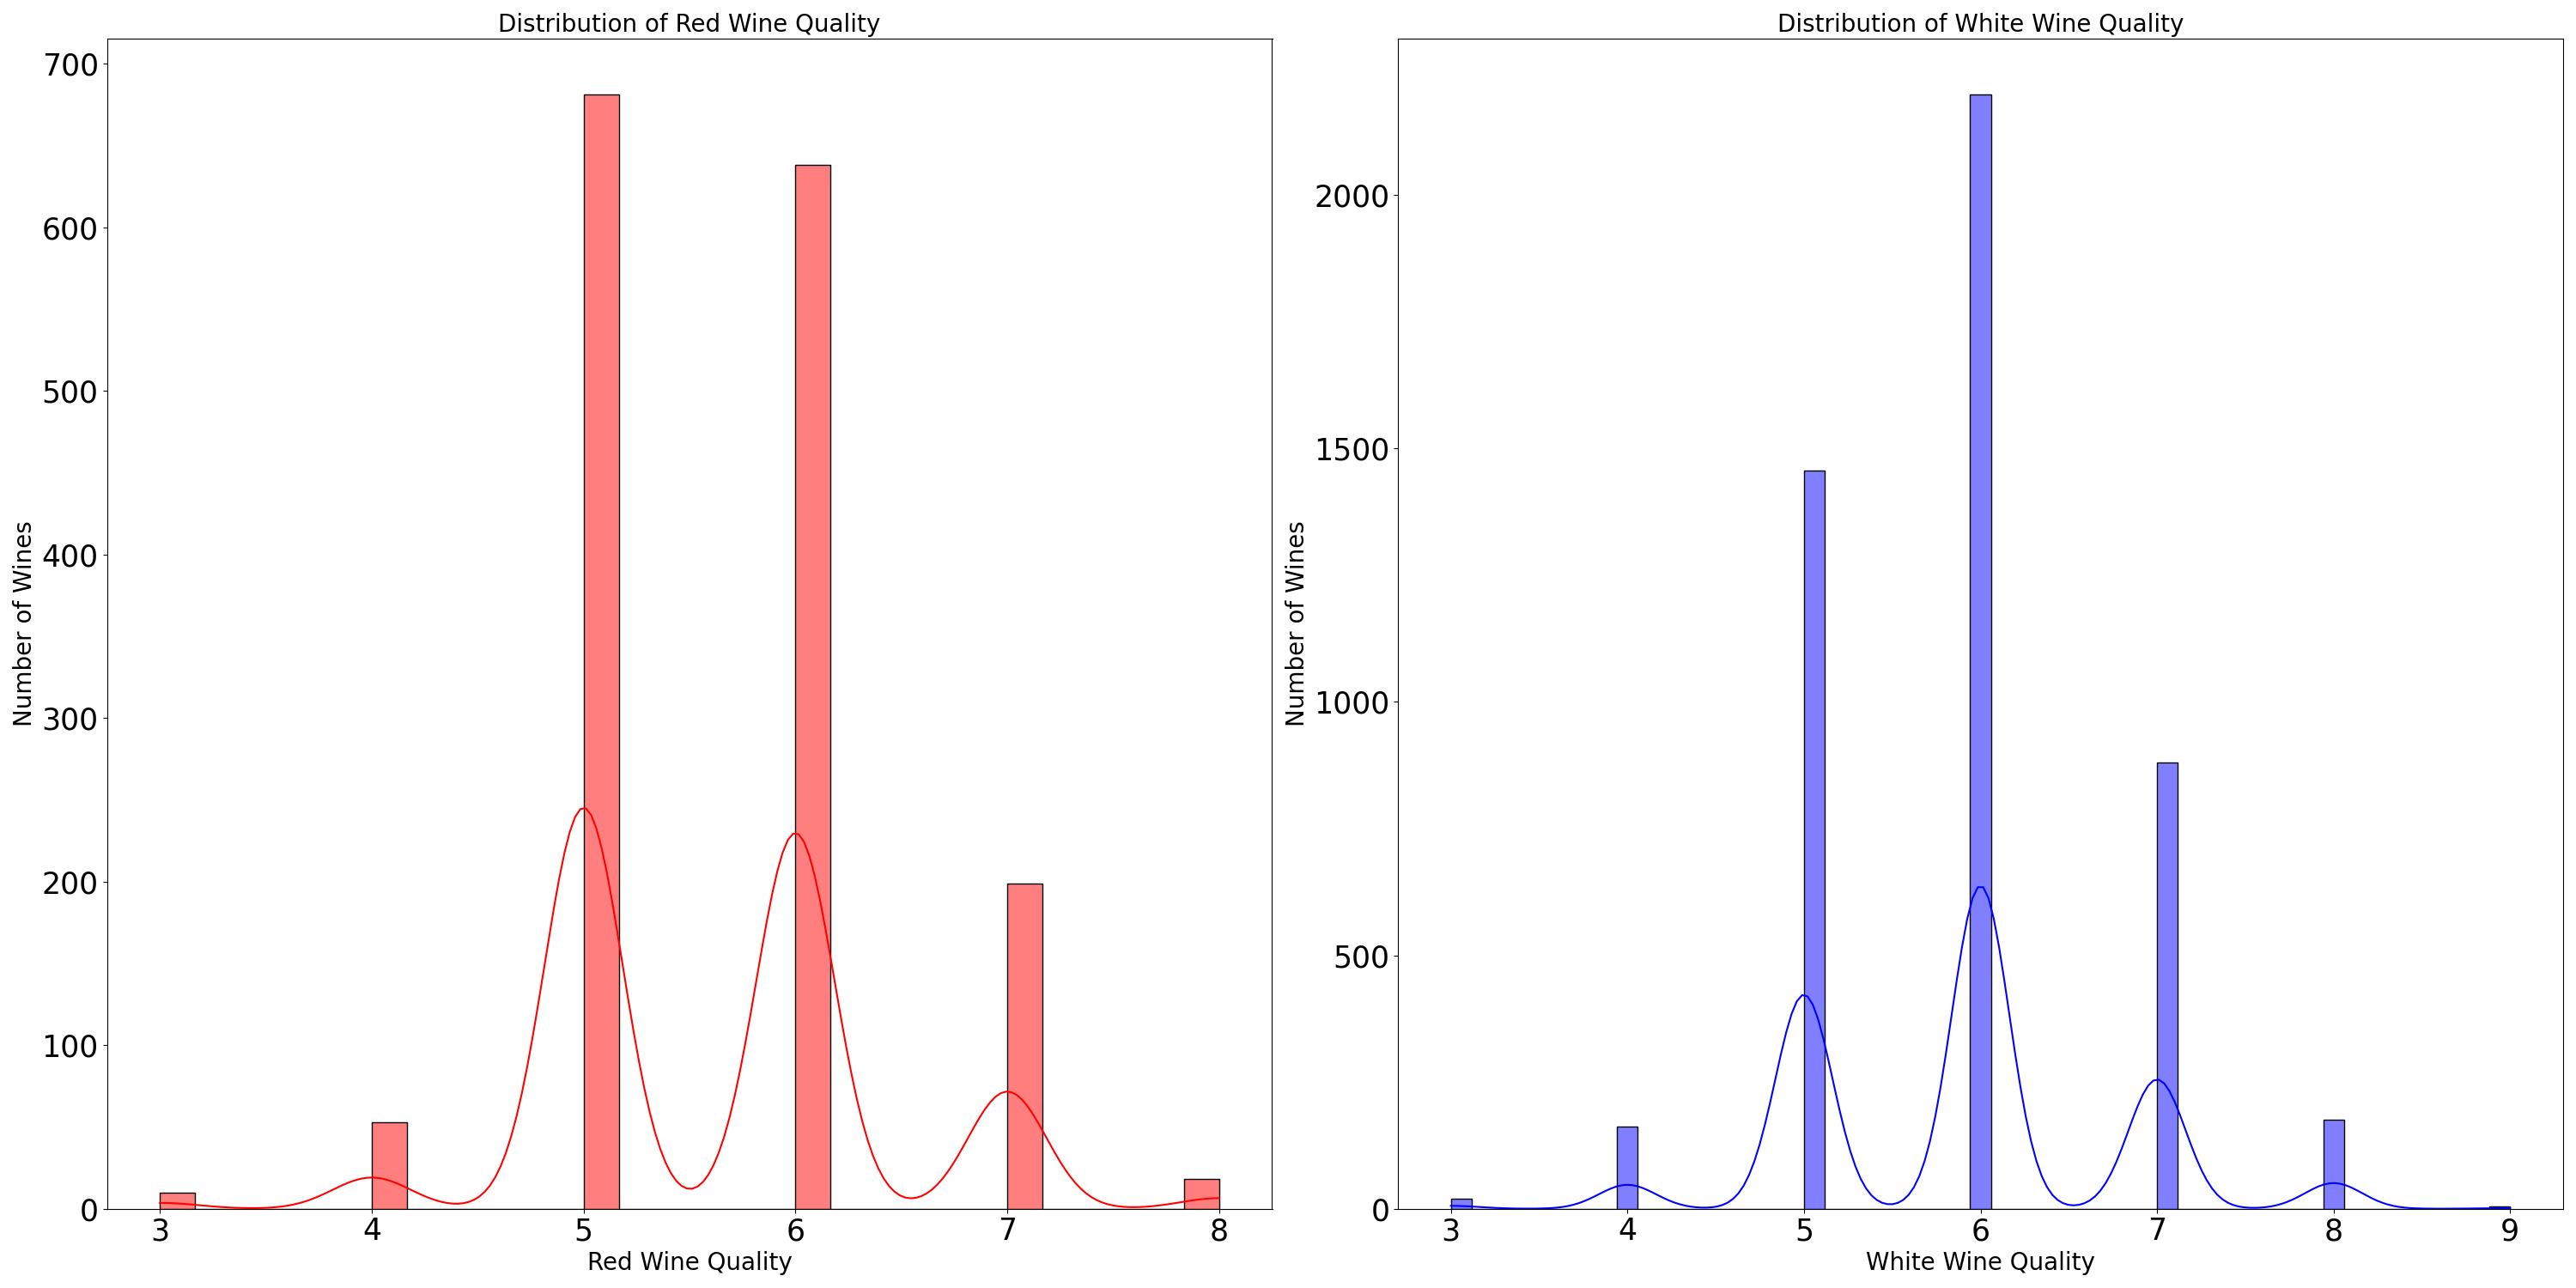 Distribution of Red Wine Quality
700
600
500
400
300
200
100
0
Number of Wines
3 4 5 6 7 8
Red Wine Quality
Distribution of White Wine Quality
2000
1500
1000
500
0
Number of Wines
3 4 5 6 7 8 9
White Wine Quality